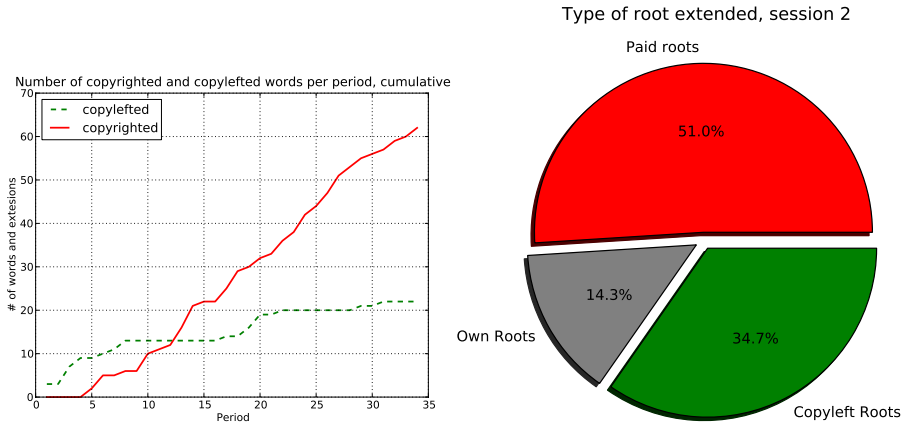 Number of copyrighted and copylefted words per period, cumulative
70
60
50
40
30
20
10
0
# of words and extesions
copylefted
copyrighted
0 5 10 15 20 25 30 35
Period
Type of root extended, session 2
Paid roots
51.0%
14.3%
Own Roots
34.7%
Copyleft Roots